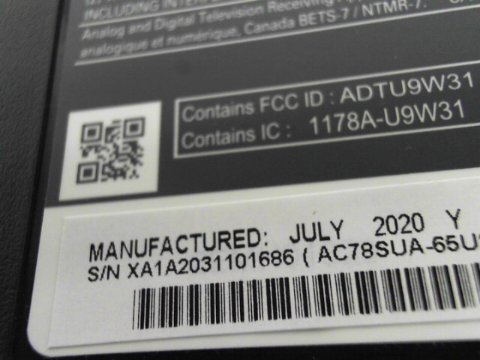 INCLUDING INTER
Analog and Digital Television Receiving
analogique et numérique, Canada BETS-7 / NTMR-7.
Contains FCC ID : ADTU9W31
Contains IC : 1178A-U9W31
MANUFACTURED: JULY 2020 Y
S/N XA1A2031101686 ( AC78SUA-65U